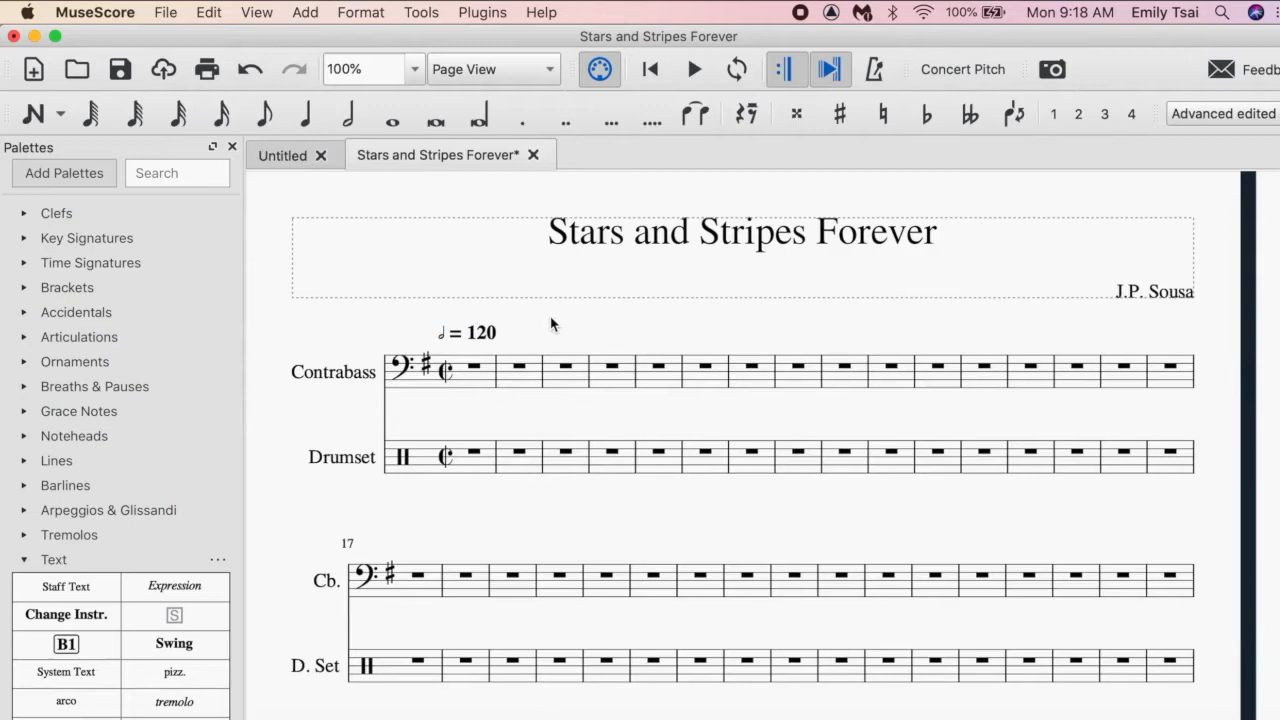 MuseScore File Edit View Add Format Tools Plugins Help 100% Mon 9:18 AM Emily Tsai
Stars and Stripes Forever
100% Page View Concert Pitch Feedb
1 2 3 4 Advanced edited
Palettes
Untitled Stars and Stripes Forever*
Add Palettes Search
Clefs
Key Signatures
Time Signatures
Brackets
Accidentals
Articulations
Ornaments
Breaths & Pauses
Grace Notes
Noteheads
Lines
Barlines
Arpeggios & Glissandi
Tremolos
Text
Staff Text Expression
Change Instr. S
B1 Swing
System Text pizz.
arco tremolo
Stars and Stripes Forever
J.P. Sousa
= 120
Contrabass
Drumset
17
Cb.
D. Set